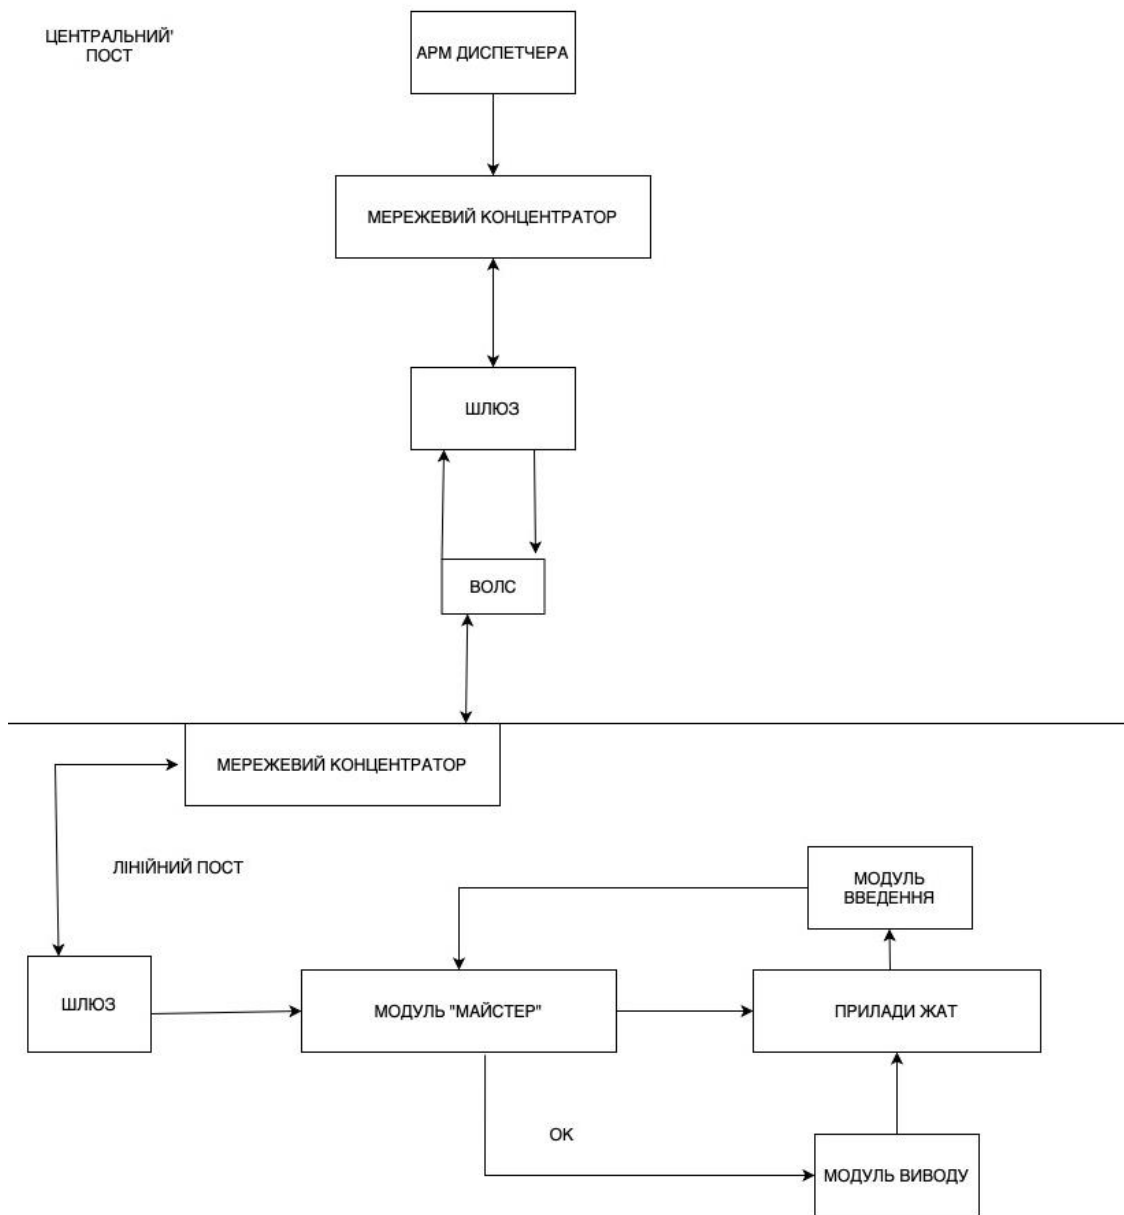 ЦЕНТРАЛЬНИЙ'
ПОСТ
АРМ ДИСПЕТЧЕРА
МЕРЕЖЕВИЙ КОНЦЕНТРАТОР
ШЛЮЗ
ВОЛС
МЕРЕЖЕВИЙ КОНЦЕНТРАТОР
ЛІНІЙНИЙ ПОСТ
МОДУЛЬ
ВВЕДЕННЯ
ШЛЮЗ
МОДУЛЬ "МАЙСТЕР"
ПРИЛАДИ ЖАТ
ОК
МОДУЛЬ ВИВОДУ